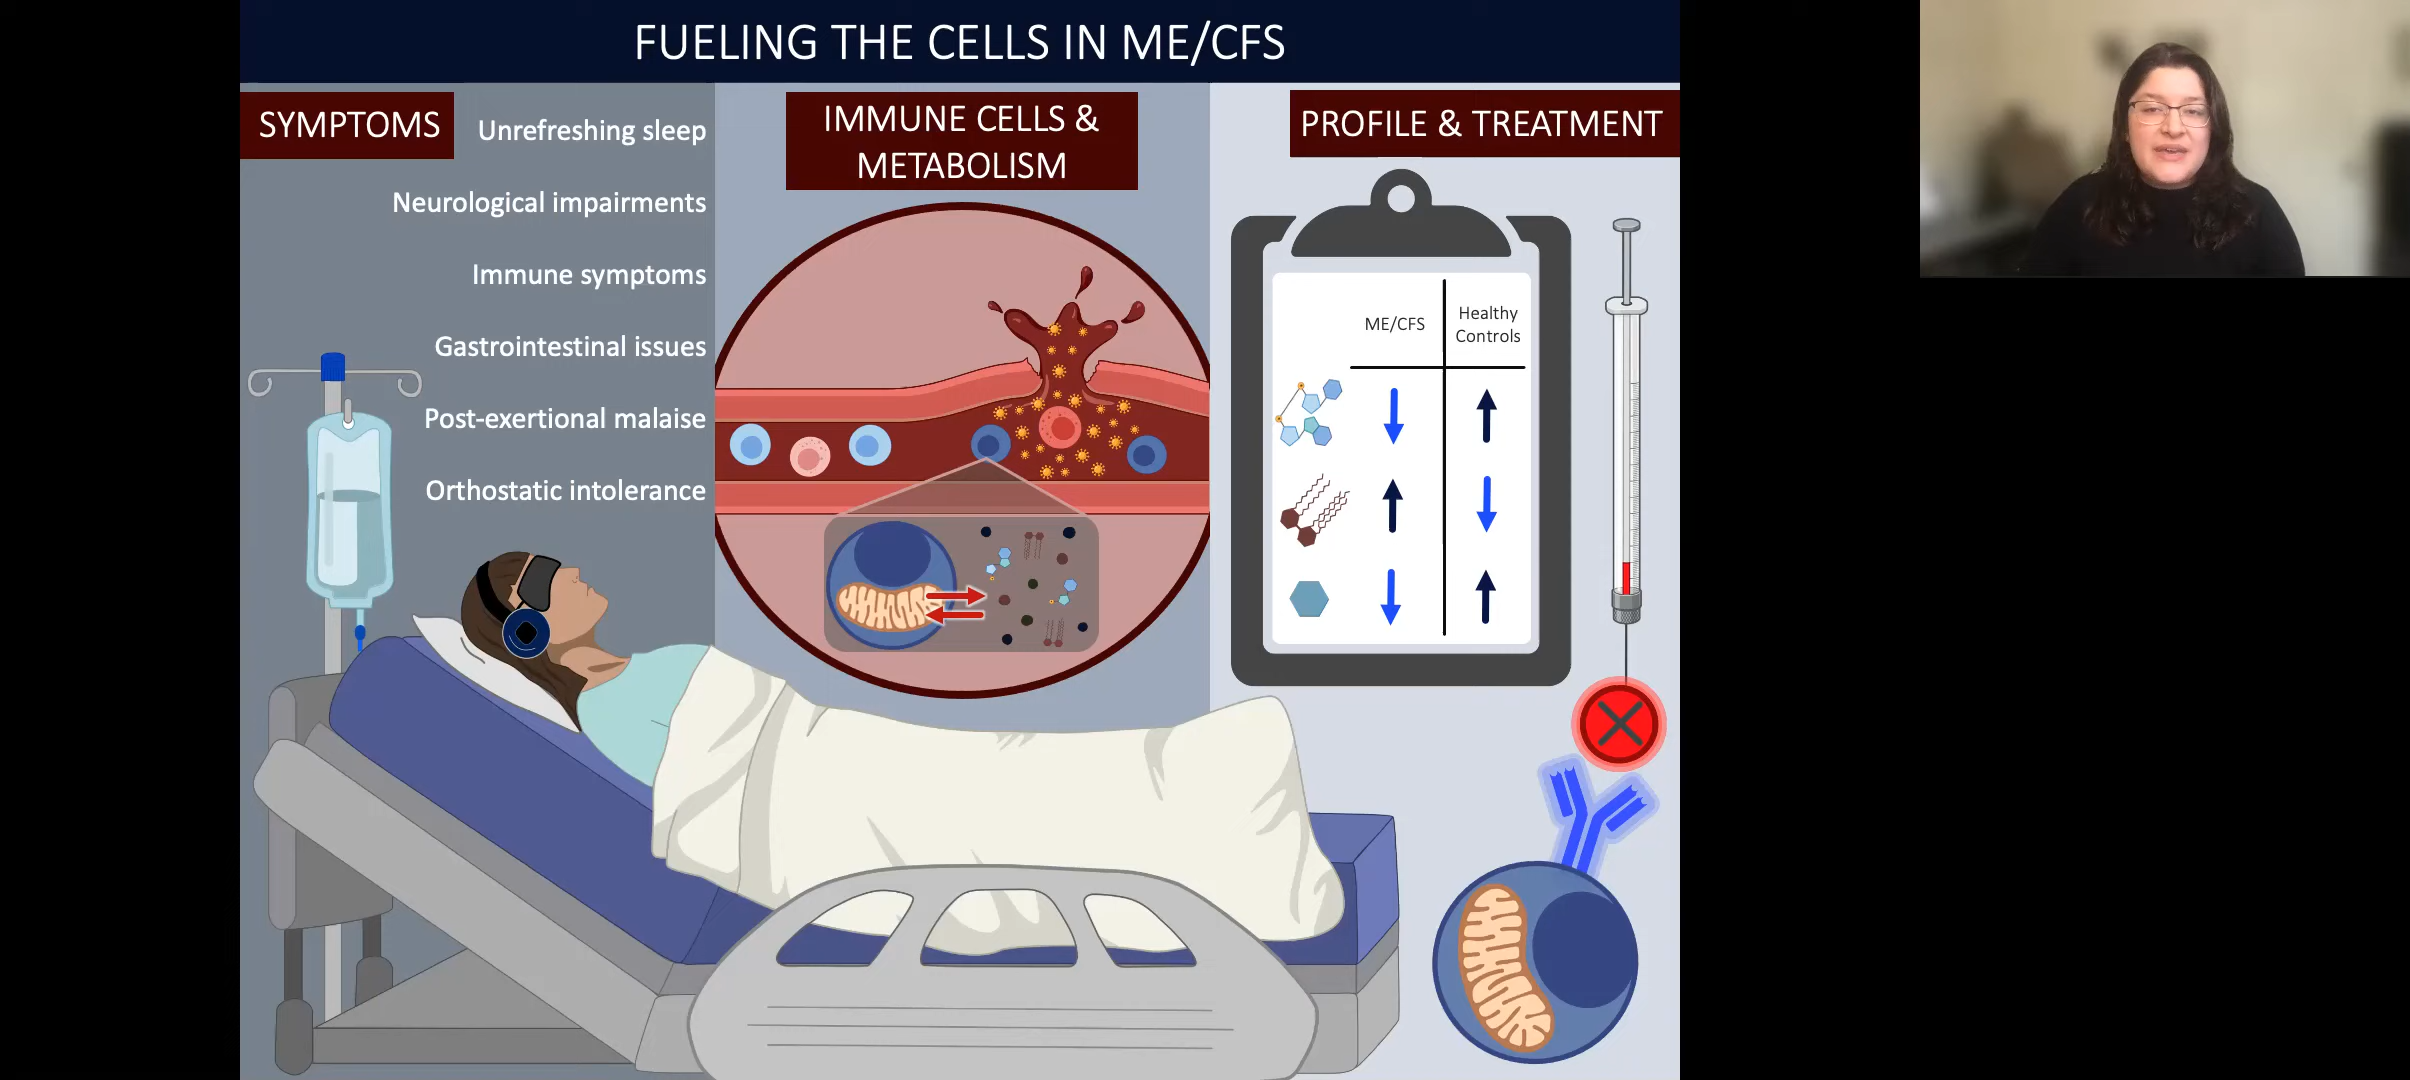 FUELING THE CELLS IN ME/CFS
SYMPTOMS
Unrefreshing sleep
Neurological impairments
Immune symptoms
Gastrointestinal issues
Post-exertional malaise
Orthostatic intolerance
IMMUNE CELLS &
METABOLISM
PROFILE & TREATMENT
ME/CFS
Healthy
Controls